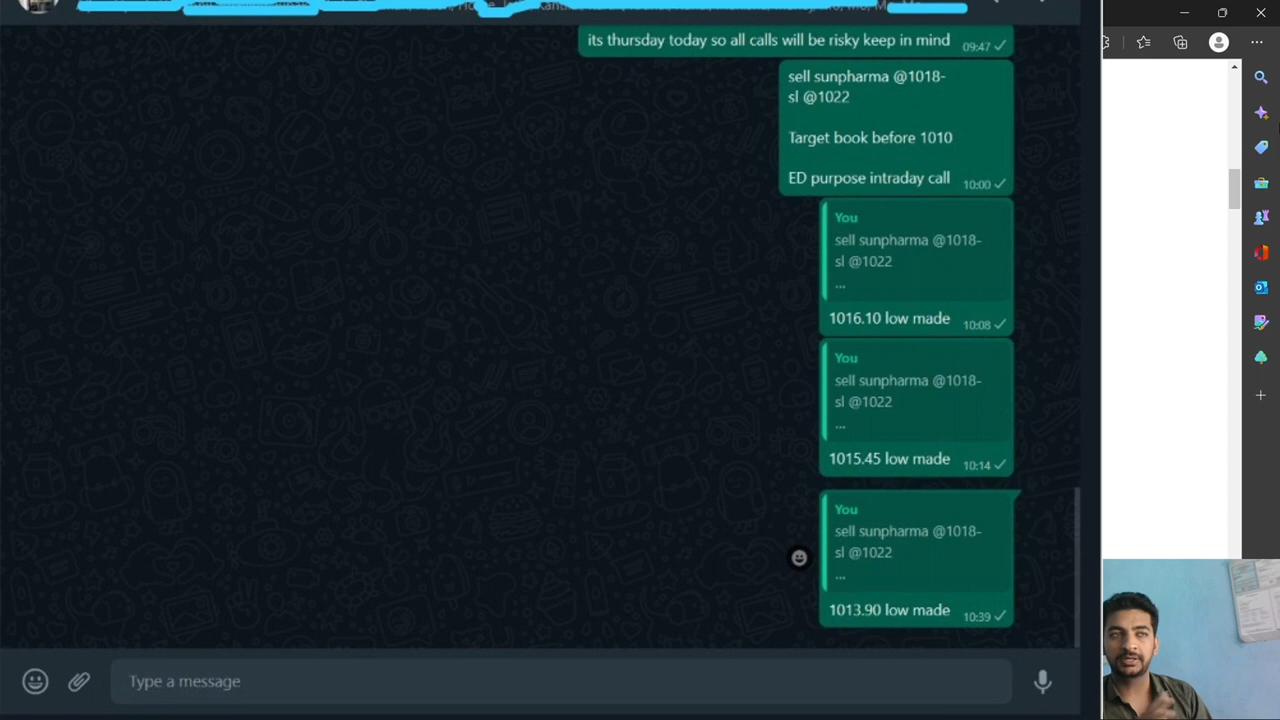 its thursday today so all calls will be risky keep in mind
09:47
sell sunpharma @1018-
sl @1022
Target book before 1010
ED purpose intraday call
10:00
You
sell sunpharma @1018-
sl @1022
...
1016.10 low made
10:08
You
sell sunpharma @1018-
sl @1022
...
1015.45 low made
10:14
You
sell sunpharma @1018-
sl @1022
...
1013.90 low made
10:39
Type a message